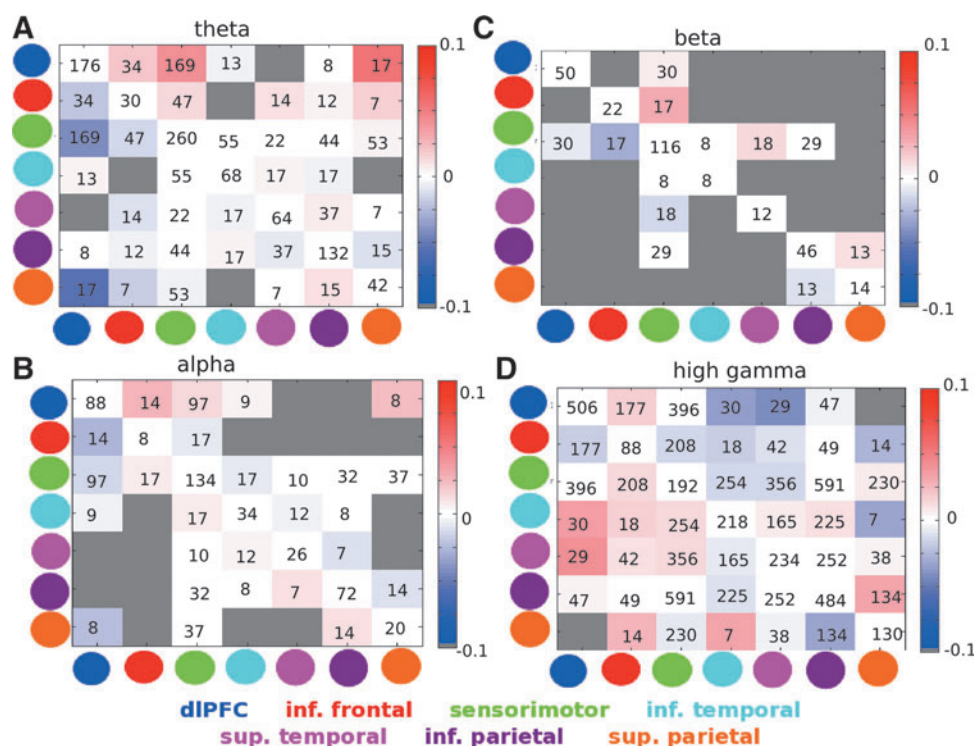 A
theta
0.1
176 34 169 13 8 17
34 30 47 14 12 7
169 47 260 55 22 44 53
0
13 55 68 17 17
14 22 17 64 37 7
8 12 44 17 37 132 15
17 7 53 7 15 42
-0.1
C
beta
0.1
50 30
22 17
30 17 116 8 18 29
0
8 8
18 12
29 46 13
13 14
-0.1
B
alpha
0.1
88 14 97 9 8
14 8 17
97 17 134 17 10 32 37
0
9 17 34 12 8
10 12 26 7
32 8 7 72 14
8 37 14 20
-0.1
D
high gamma
0.1
506 177 396 30 29 47
177 88 208 18 42 49 14
396 208 192 254 356 591 230
0
30 18 254 218 165 225 7
29 42 356 165 234 252 38
47 49 591 225 252 484 134
14 230 7 38 134 130
-0.1
dlPFC inf. frontal sensorimotor inf. temporal
sup. temporal inf. parietal sup. parietal